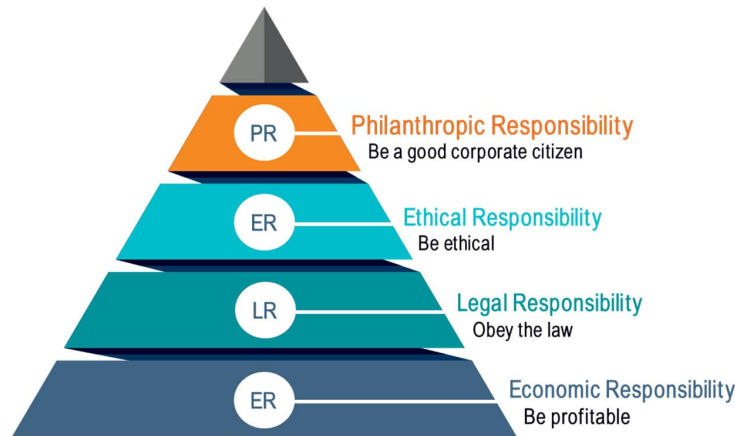 PR
Philanthropic Responsibility
Be a good corporate citizen
ER
Ethical Responsibility
Be ethical
LR
Legal Responsibility
Obey the law
ER
Economic Responsibility
Be profitable